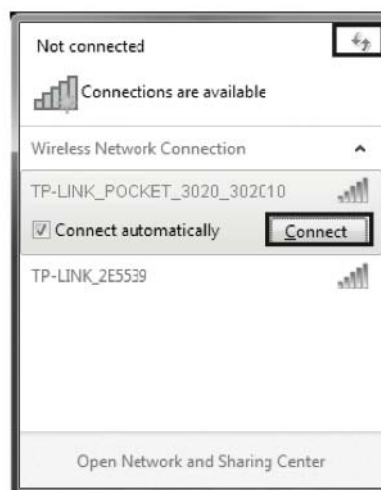 Not connected
Connections are available
Wireless Network Connection
TP-LINK_POCKET_3020_302010
Connect automatically Connect
TP-LINK_2E5539
Open Network and Sharing Center